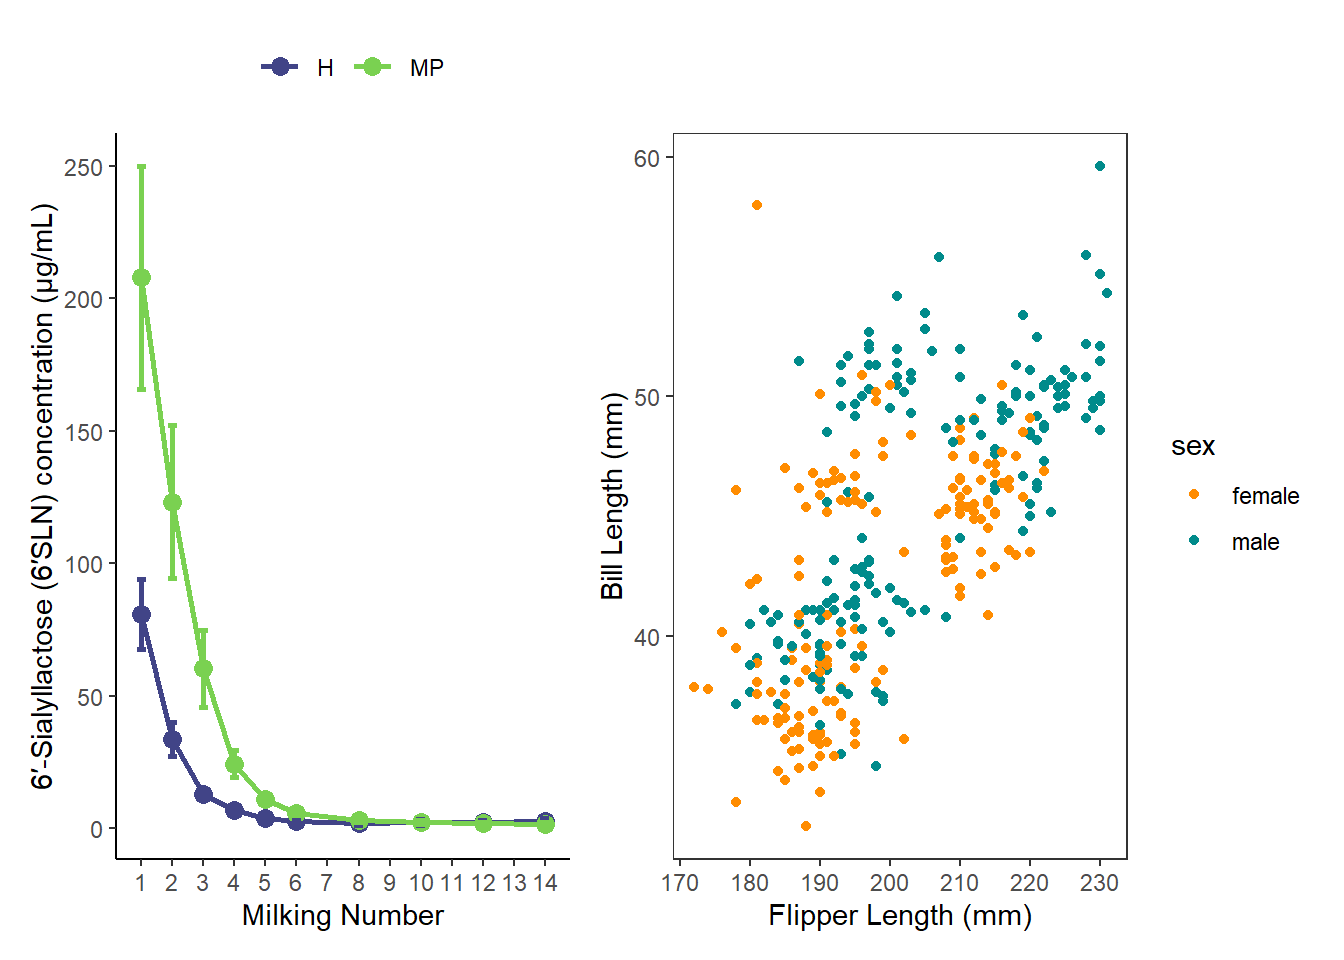 H MP
6′-Sialyllactose (6′SLN) concentration (µg/mL)
250
200
150
100
50
0
1 2 3 4 5 6 7 8 9 10 11 12 13 14
Milking Number
Bill Length (mm)
60
50
40
170 180 190 200 210 220 230
Flipper Length (mm)
sex
female
male